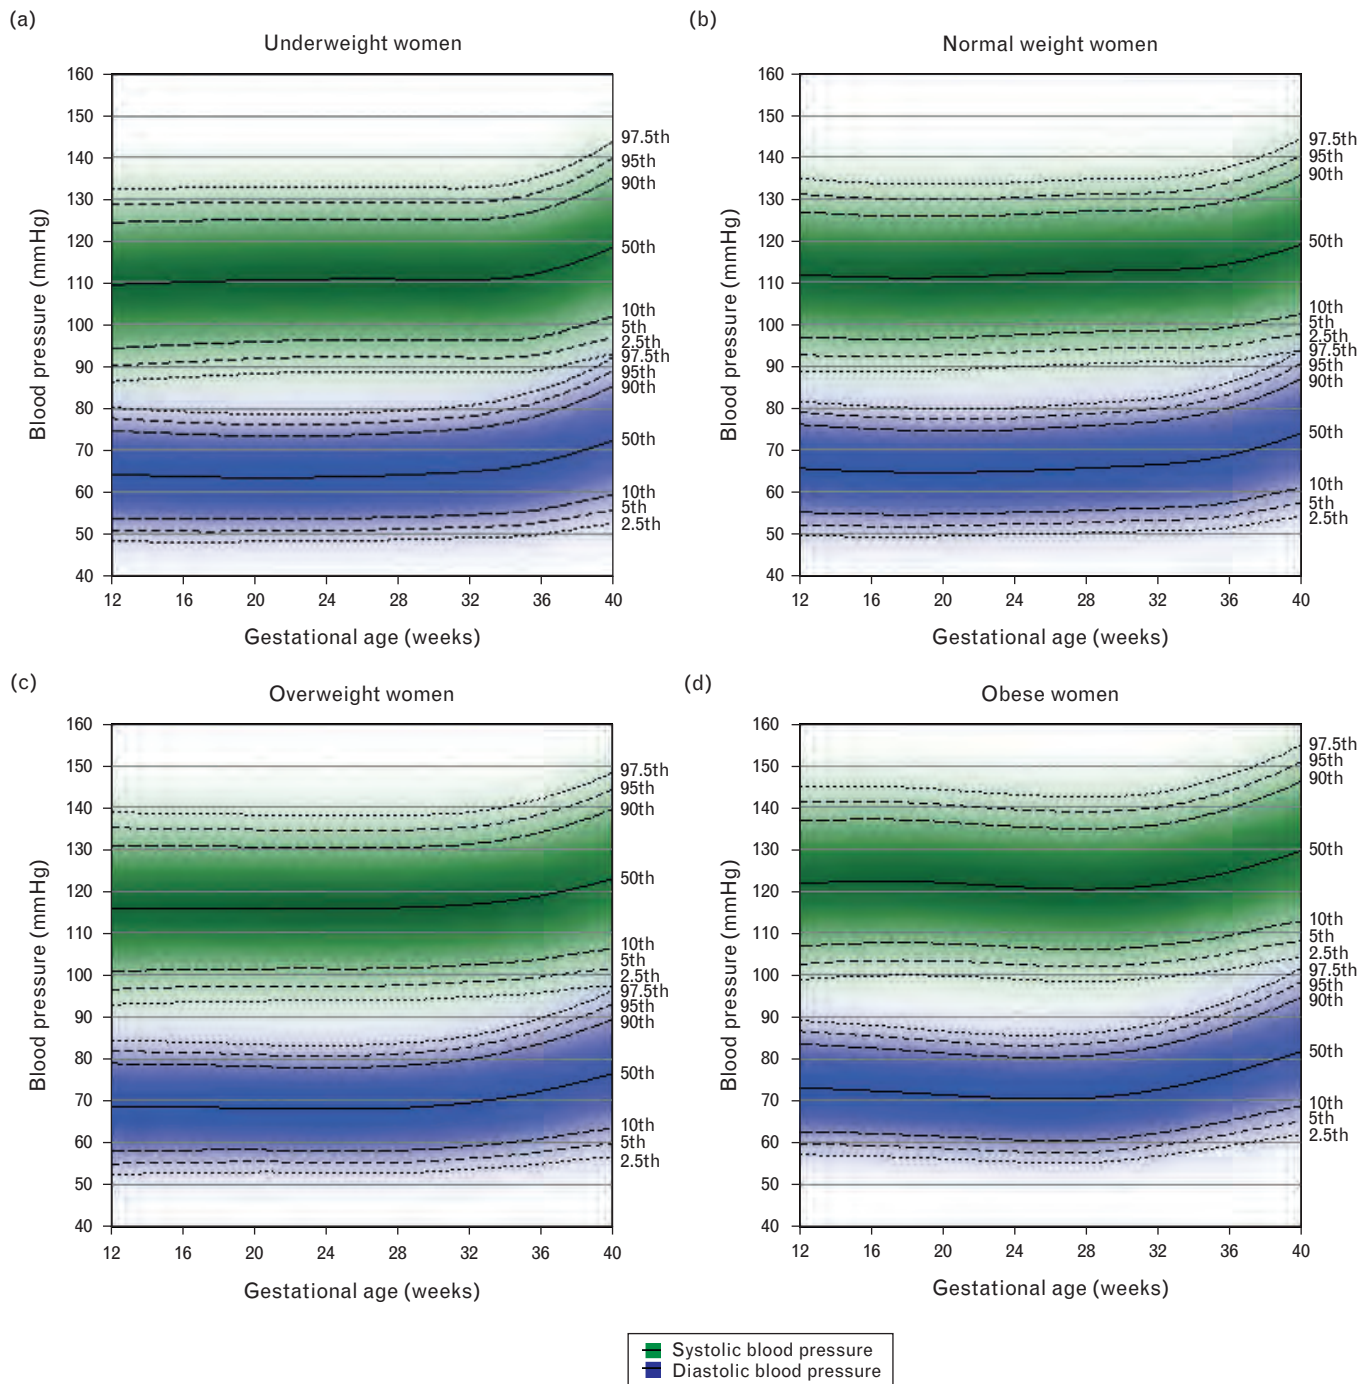 (a)
Underweight women
Blood pressure (mmHg)
160
150
140
130
120
110
100
90
80
70
60
50
40
97.5th
95th
90th
50th
10th
5th
2.5th
97.5th
95th
90th
50th
10th
5th
2.5th
12 16 20 24 28 32 36 40
Gestational age (weeks)
(b)
Normal weight women
Blood pressure (mmHg)
160
150
140
130
120
110
100
90
80
70
60
50
40
97.5th
95th
90th
50th
10th
5th
2.5th
97.5th
95th
90th
50th
10th
5th
2.5th
12 16 20 24 28 32 36 40
Gestational age (weeks)
(c)
Overweight women
Blood pressure (mmHg)
160
150
140
130
120
110
100
90
80
70
60
50
40
97.5th
95th
90th
50th
10th
5th
2.5th
97.5th
95th
90th
50th
10th
5th
2.5th
12 16 20 24 28 32 36 40
Gestational age (weeks)
(d)
Obese women
Blood pressure (mmHg)
160
150
140
130
120
110
100
90
80
70
60
50
40
97.5th
95th
90th
50th
10th
5th
2.5th
97.5th
95th
90th
50th
10th
5th
2.5th
12 16 20 24 28 32 36 40
Gestational age (weeks)
Systolic blood pressure
Diastolic blood pressure